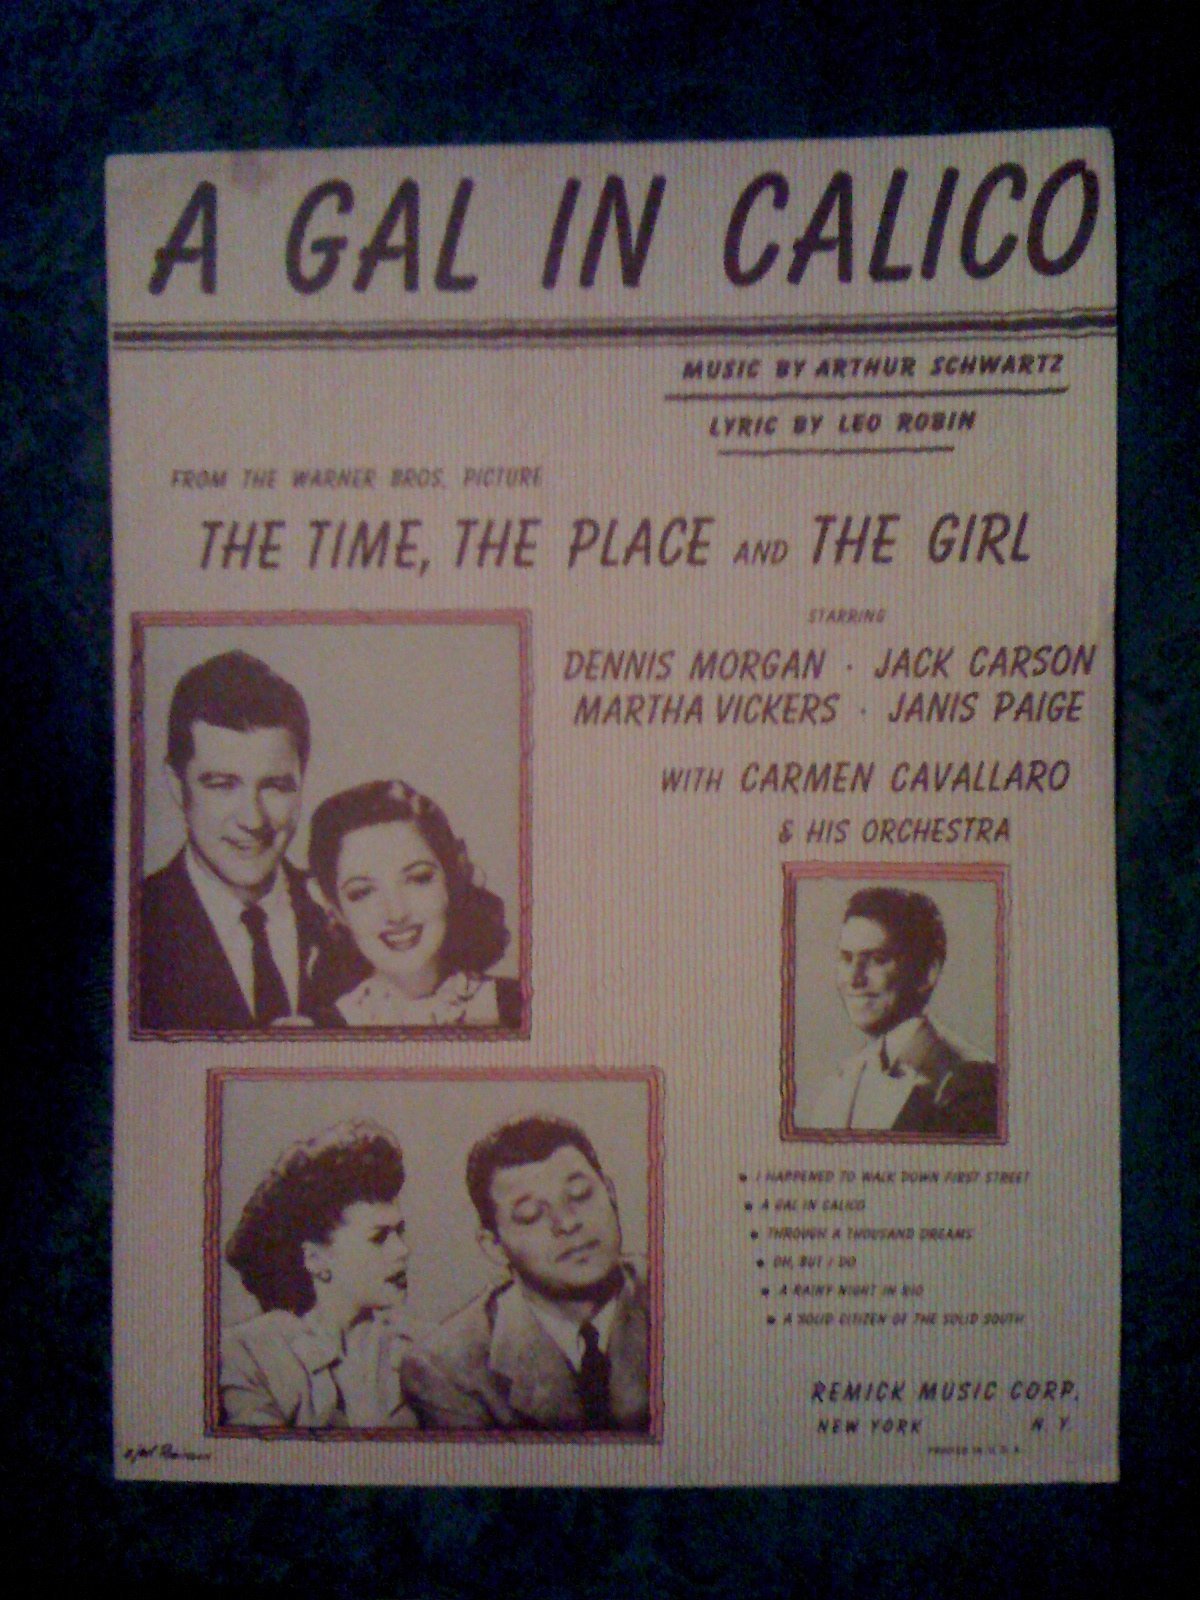 A GAL IN CALICO
MUSIC BY ARTHUR SCHWARTZ
LYRIC BY LEO ROBIN
FROM THE WARNER BROS. PICTURE
THE TIME, THE PLACE AND THE GIRL
STARRING
DENNIS MORGAN · JACK CARSON
MARTHA VICKERS · JANIS PAIGE
WITH CARMEN CAVALLARO
& HIS ORCHESTRA
• I HAPPENED TO WALK DOWN FIRST STREET
• A GAL IN CALICO
• THROUGH A THOUSAND DREAMS
• OH, BUT I DO
• A RAINY NIGHT IN RIO
• A SOLID CITIZEN OF THE SOLID SOUTH
REMICK MUSIC CORP.
NEW YORK N. Y.
PRINTED IN U.S.A.